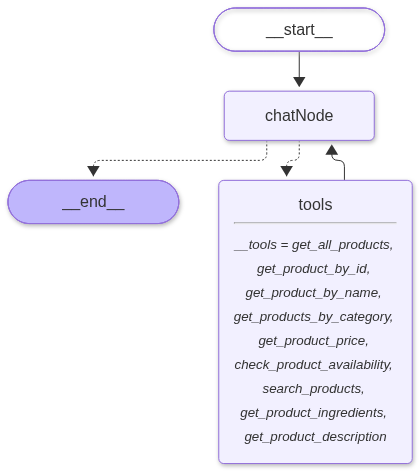 __start__
chatNode
__end__
tools
__tools = get_all_products,
get_product_by_id,
get_product_by_name,
get_products_by_category,
get_product_price,
check_product_availability,
search_products,
get_product_ingredients,
get_product_description